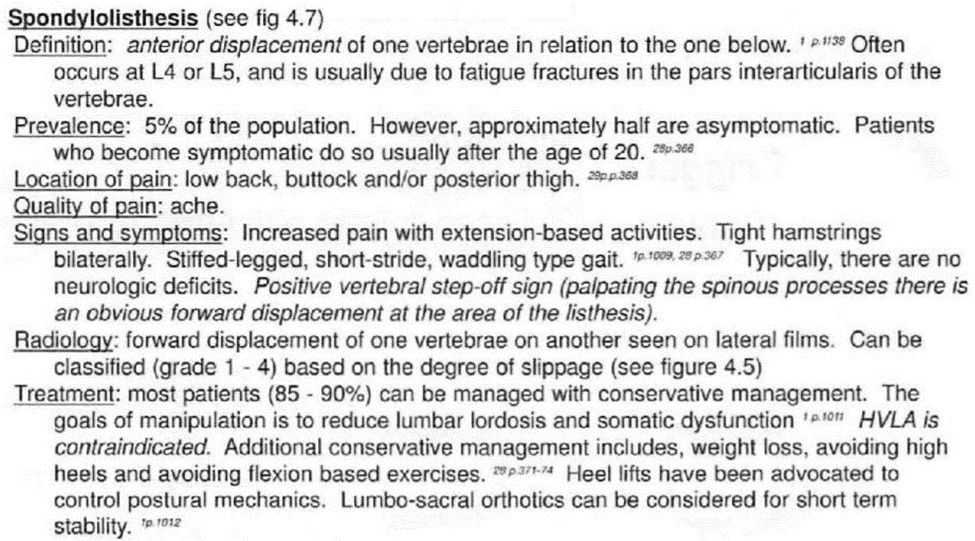 Spondylolisthesis (see fig 4.7)
Definition: anterior displacement of one vertebrae in relation to the one below. 1 p.1138 Often
occurs at L4 or L5, and is usually due to fatigue fractures in the pars interarticularis of the
vertebrae.
Prevalence: 5% of the population. However, approximately half are asymptomatic. Patients
who become symptomatic do so usually after the age of 20. 28p.366
Location of pain: low back, buttock and/or posterior thigh. 29p.p.368
Quality of pain: ache.
Signs and symptoms: Increased pain with extension-based activities. Tight hamstrings
bilaterally. Stiffed-legged, short-stride, waddling type gait. 1p.1009, 28 p.367 Typically, there are no
neurologic deficits. Positive vertebral step-off sign (palpating the spinous processes there is
an obvious forward displacement at the area of the listhesis).
Radiology: forward displacement of one vertebrae on another seen on lateral films. Can be
classified (grade 1 - 4) based on the degree of slippage (see figure 4.5)
Treatment: most patients (85 - 90%) can be managed with conservative management. The
goals of manipulation is to reduce lumbar lordosis and somatic dysfunction 1p.1011 HVLA is
contraindicated. Additional conservative management includes, weight loss, avoiding high
heels and avoiding flexion based exercises. 28 p.371-74 Heel lifts have been advocated to
control postural mechanics. Lumbo-sacral orthotics can be considered for short term
stability. 1p.1012